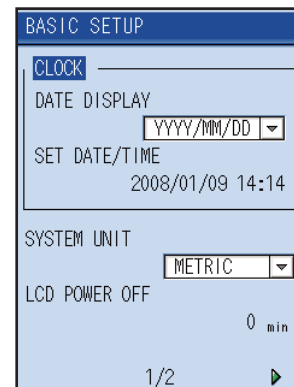 BASIC SETUP
CLOCK
DATE DISPLAY
YYYY/MM/DD
SET DATE/TIME
2008/01/09 14:14
SYSTEM UNIT
METRIC
LCD POWER OFF
0 min
1/2